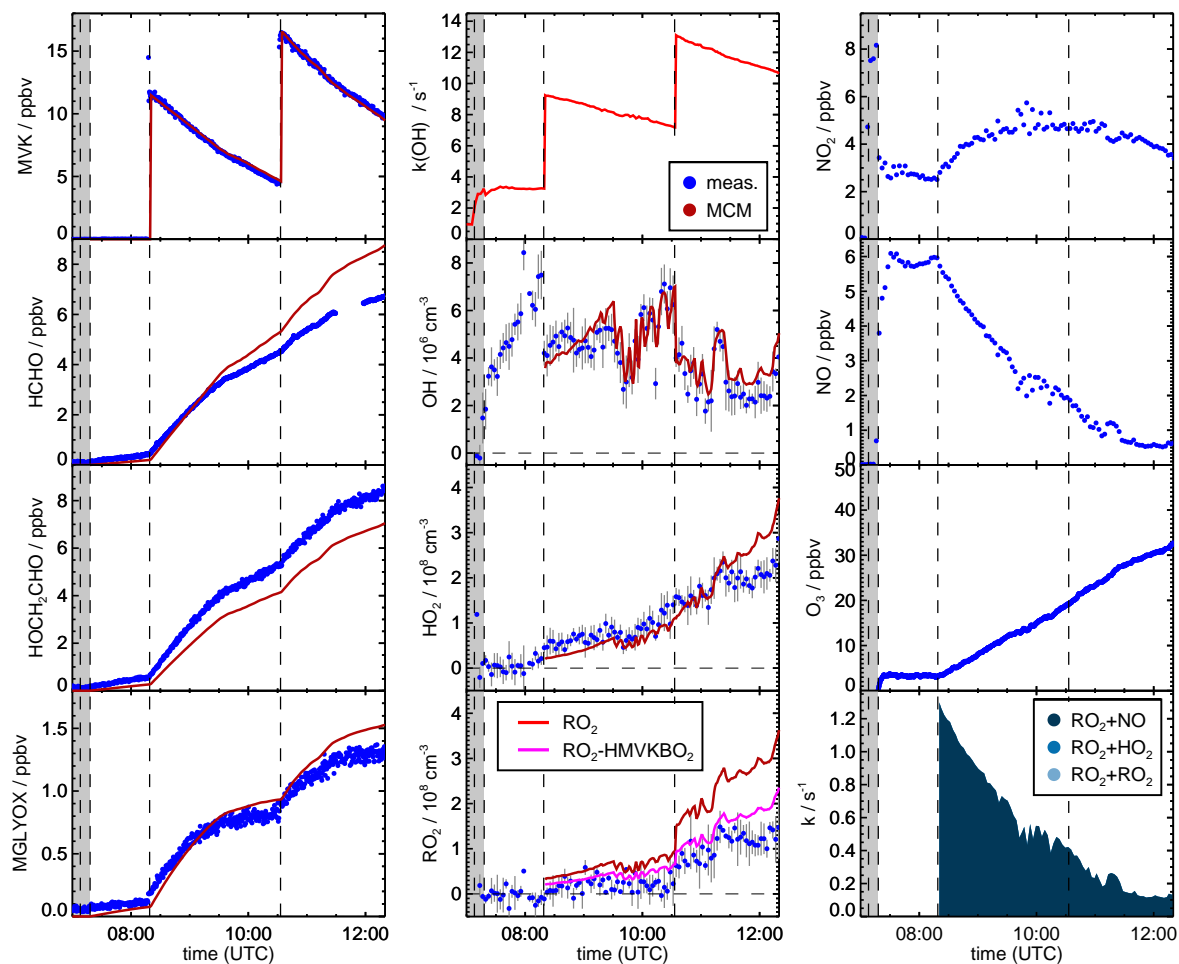 MVK / ppbv
15
10
5
0
k(OH) / s⁻¹
14
12
10
8
6
4
2
0
meas.
MCM
NO₂ / ppbv
8
6
4
2
0
HCHO / ppbv
8
6
4
2
0
OH / 10⁶ cm⁻³
8
6
4
2
0
NO / ppbv
6
4
2
0
HOCH₂CHO / ppbv
8
6
4
2
0
HO₂ / 10⁸ cm⁻³
4
3
2
1
0
O₃ / ppbv
50
40
30
20
10
0
MGLYOX / ppbv
1.5
1.0
0.5
0.0
RO₂ / 10⁸ cm⁻³
4
3
2
1
0
RO₂
RO₂-HMVKBO₂
k / s⁻¹
1.2
1.0
0.8
0.6
0.4
0.2
0.0
RO₂+NO
RO₂+HO₂
RO₂+RO₂
08:00 10:00 12:00
time (UTC)
08:00 10:00 12:00
time (UTC)
08:00 10:00 12:00
time (UTC)